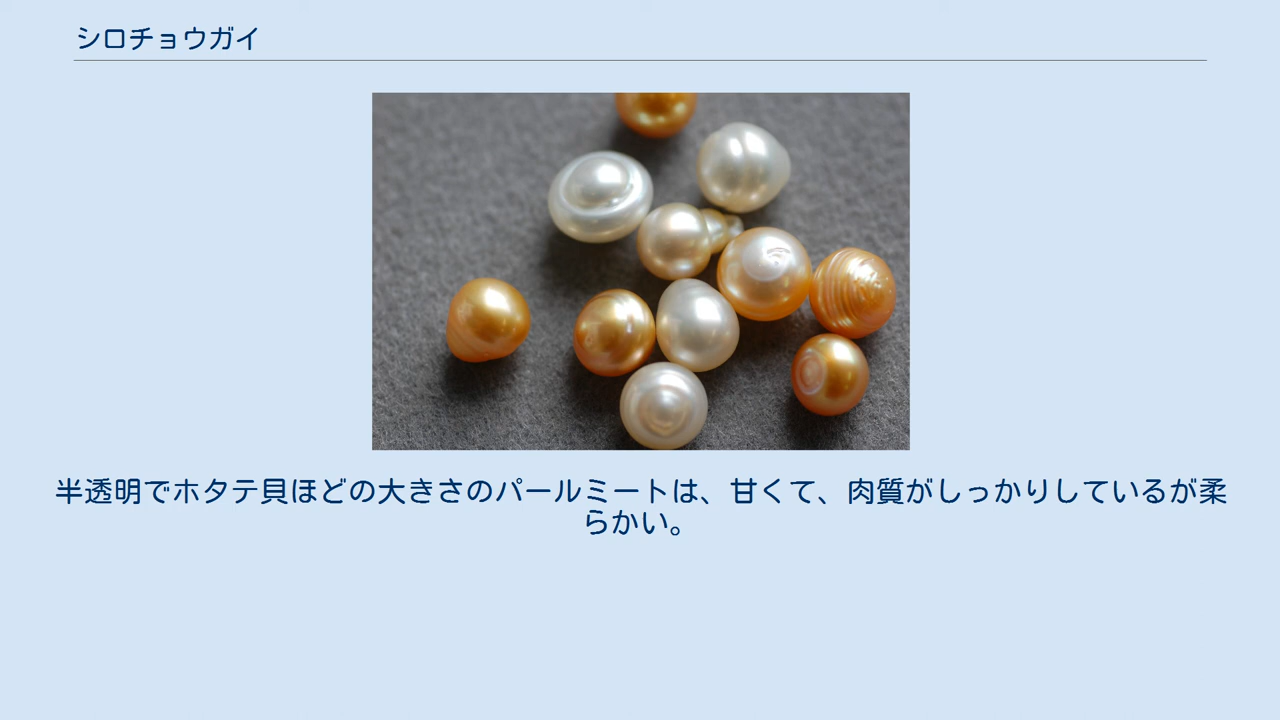 シロチョウガイ
半透明でホタテ貝ほどの大きさのパールミートは、甘くて、肉質がしっかりしているが柔
らかい。